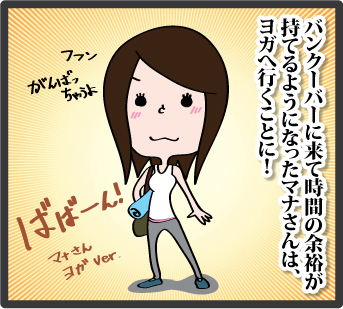 バンクーバーに来て時間の余裕が
持てるようになったマナさんは、
ヨガへ行くことに!
フフン
がんばっ
ちゃうよ
ばばーん!
マナさん
ヨガ ver.